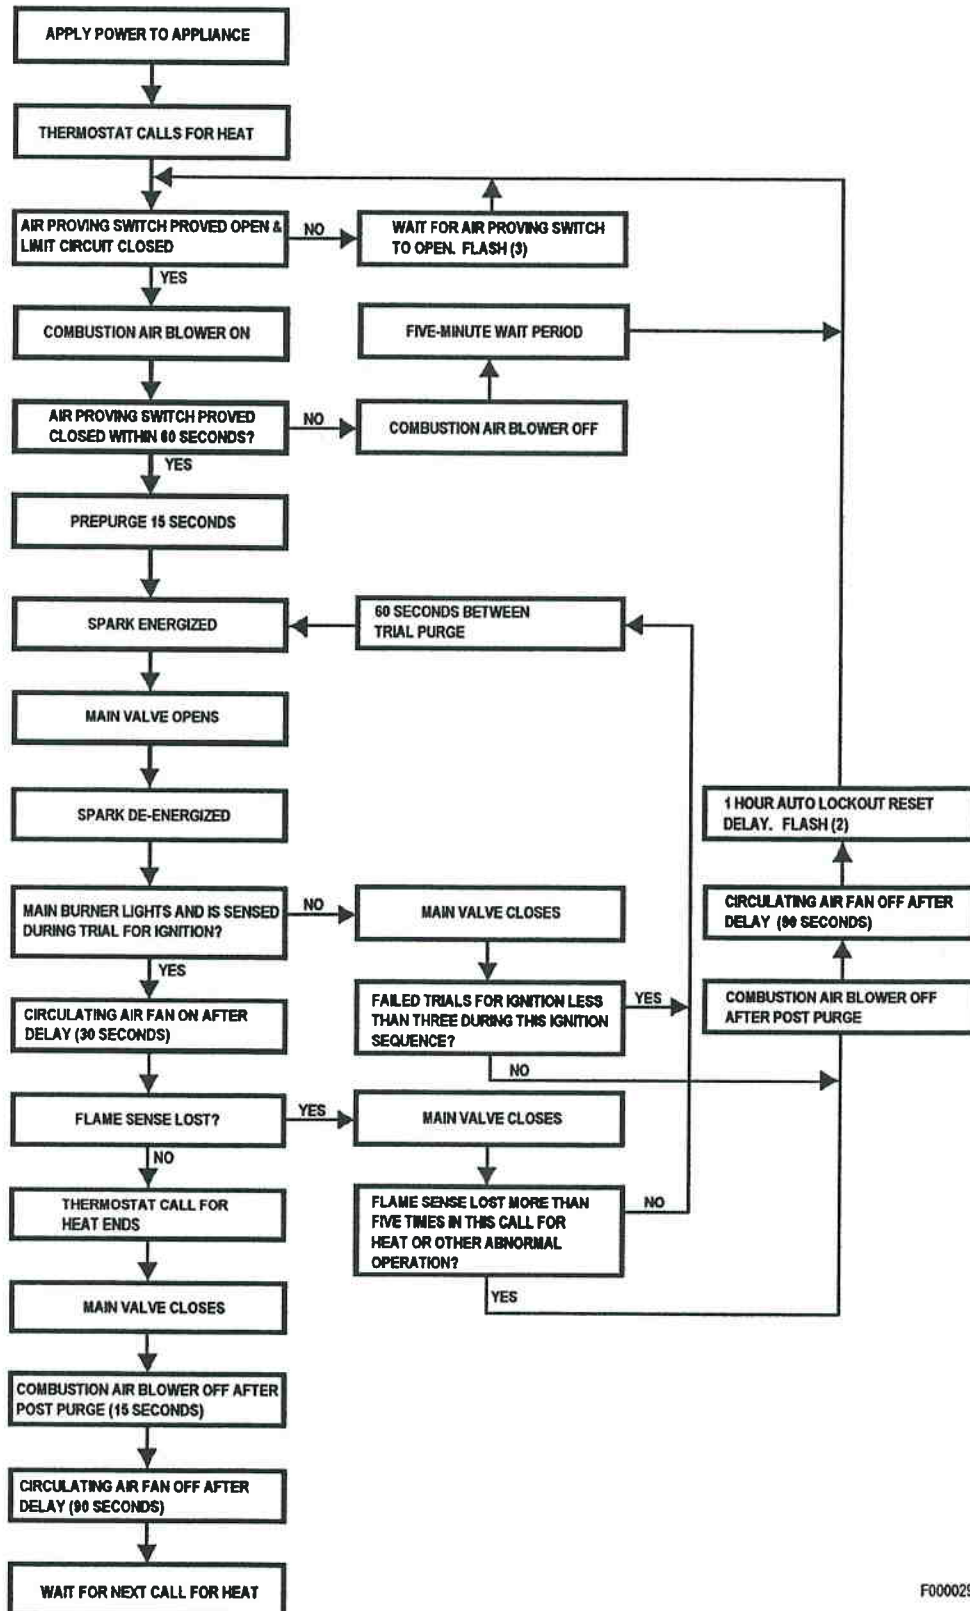 APPLY POWER TO APPLIANCE
THERMOSTAT CALLS FOR HEAT
AIR PROVING SWITCH PROVED OPEN &
LIMIT CIRCUIT CLOSED
NO
WAIT FOR AIR PROVING SWITCH
TO OPEN. FLASH (3)
YES
COMBUSTION AIR BLOWER ON
FIVE-MINUTE WAIT PERIOD
AIR PROVING SWITCH PROVED
CLOSED WITHIN 60 SECONDS?
NO
COMBUSTION AIR BLOWER OFF
YES
PREPURGE 15 SECONDS
SPARK ENERGIZED
60 SECONDS BETWEEN
TRIAL PURGE
MAIN VALVE OPENS
SPARK DE-ENERGIZED
1 HOUR AUTO LOCKOUT RESET
DELAY. FLASH (2)
MAIN BURNER LIGHTS AND IS SENSED
DURING TRIAL FOR IGNITION?
NO
MAIN VALVE CLOSES
CIRCULATING AIR FAN OFF AFTER
DELAY (90 SECONDS)
YES
CIRCULATING AIR FAN ON AFTER
DELAY (30 SECONDS)
FAILED TRIALS FOR IGNITION LESS
THAN THREE DURING THIS IGNITION
SEQUENCE?
YES
COMBUSTION AIR BLOWER OFF
AFTER POST PURGE
NO
FLAME SENSE LOST?
YES
MAIN VALVE CLOSES
NO
THERMOSTAT CALL FOR
HEAT ENDS
FLAME SENSE LOST MORE THAN
FIVE TIMES IN THIS CALL FOR
HEAT OR OTHER ABNORMAL
OPERATION?
NO
YES
MAIN VALVE CLOSES
COMBUSTION AIR BLOWER OFF AFTER
POST PURGE (15 SECONDS)
CIRCULATING AIR FAN OFF AFTER
DELAY (90 SECONDS)
WAIT FOR NEXT CALL FOR HEAT
F000029